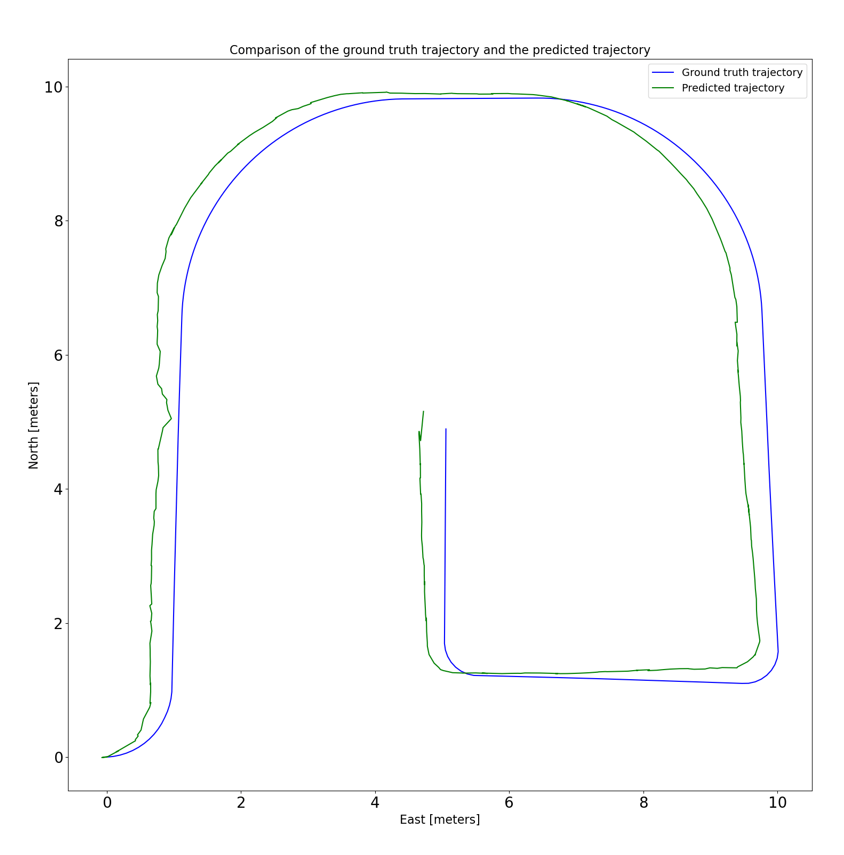 Comparison of the ground truth trajectory and the predicted trajectory
Ground truth trajectory
Predicted trajectory
10
8
6
4
2
0
North [meters]
0 2 4 6 8 10
East [meters]